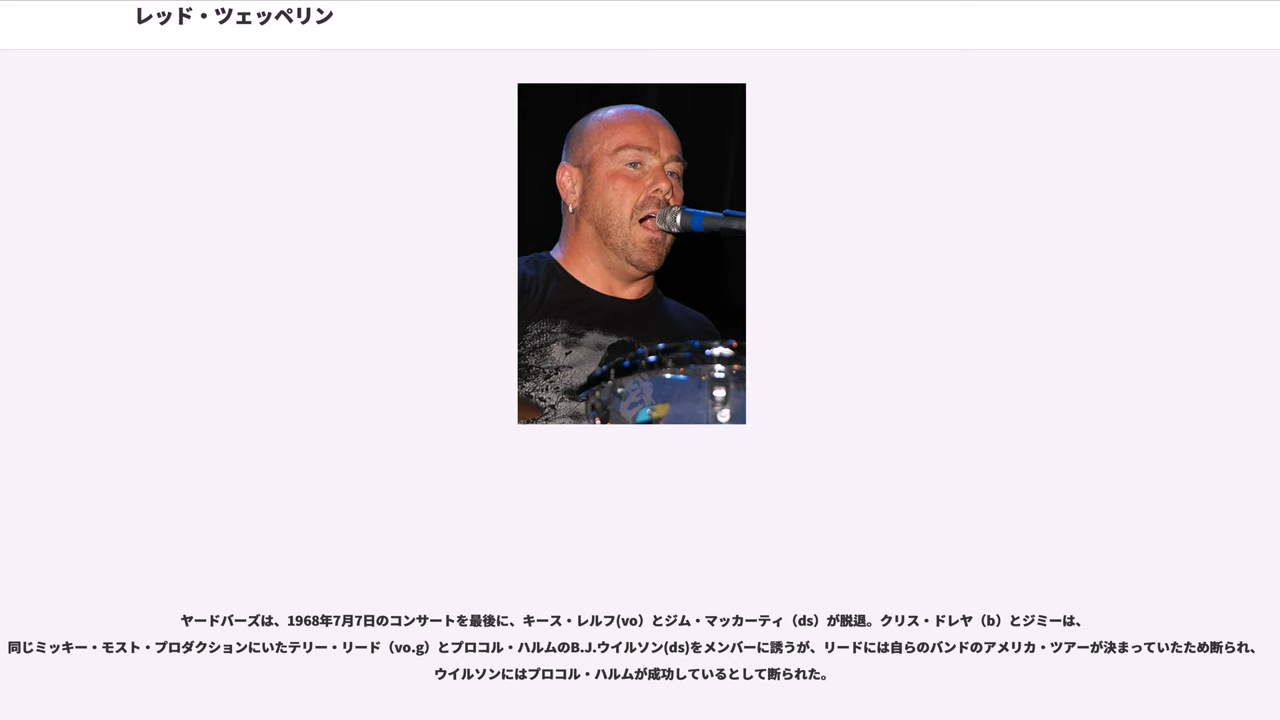 レッド・ツェッペリン
ヤードバーズは、1968年7月7日のコンサートを最後に、キース・レルフ(vo）とジム・マッカーティ（ds）が脱退。クリス・ドレヤ（b）とジミーは、
同じミッキー・モスト・プロダクションにいたテリー・リード（vo.g）とプロコル・ハルムのB.J.ウイルソン(ds)をメンバーに誘うが、リードには自らのバンドのアメリカ・ツアーが決まっていたため断られ、
ウイルソンにはプロコル・ハルムが成功しているとして断られた。